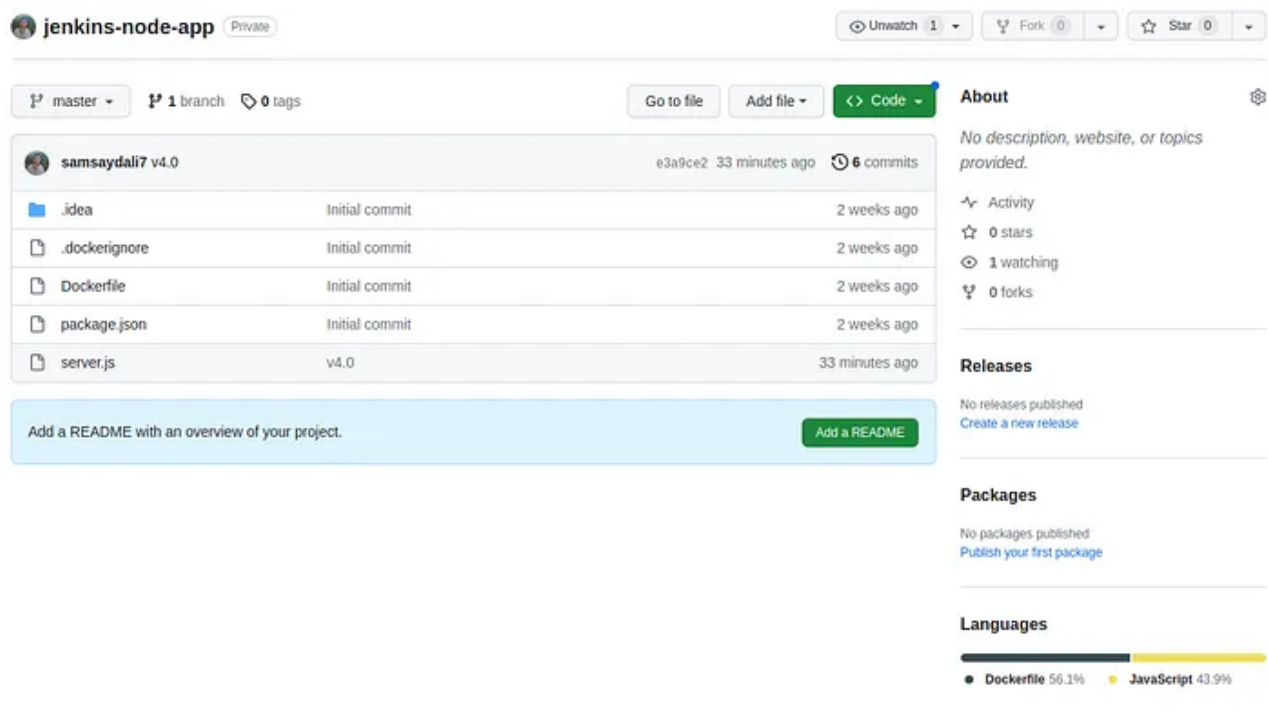 jenkins-node-app Private Unwatch 1 Fork 0 Star 0
master 1 branch 0 tags Go to file Add file Code
samsaydali7 v4.0 e3a9ce2 33 minutes ago 6 commits
.idea Initial commit 2 weeks ago
.dockerignore Initial commit 2 weeks ago
Dockerfile Initial commit 2 weeks ago
package.json Initial commit 2 weeks ago
server.js v4.0 33 minutes ago
Add a README with an overview of your project. Add a README
About
No description, website, or topics
provided.
Activity
0 stars
1 watching
0 forks
Releases
No releases published
Create a new release
Packages
No packages published
Publish your first package
Languages
Dockerfile 56.1% JavaScript 43.9%